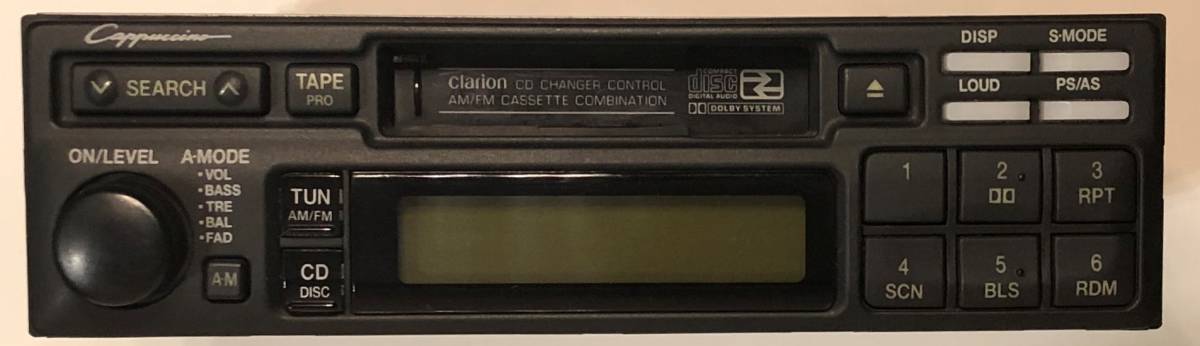 Cappuccino
SEARCH
TAPE
PRO
clarion CD CHANGER CONTROL
AM/FM CASSETTE COMBINATION
COMPACT
disc
DIGITAL AUDIO
DOLBY SYSTEM
DISP
S·MODE
LOUD
PS/AS
ON/LEVEL
A-MODE
·VOL
·BASS
·TRE
·BAL
·FAD
A·M
TUN
AM/FM
CD
DISC
1
2
3
RPT
4
SCN
5
BLS
6
RDM